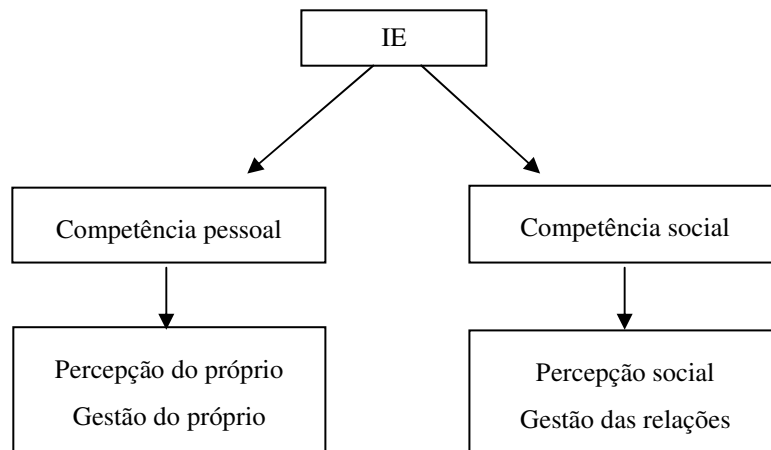 IE
Competência pessoal
Competência social
Percepção do próprio
Gestão do próprio
Percepção social
Gestão das relações